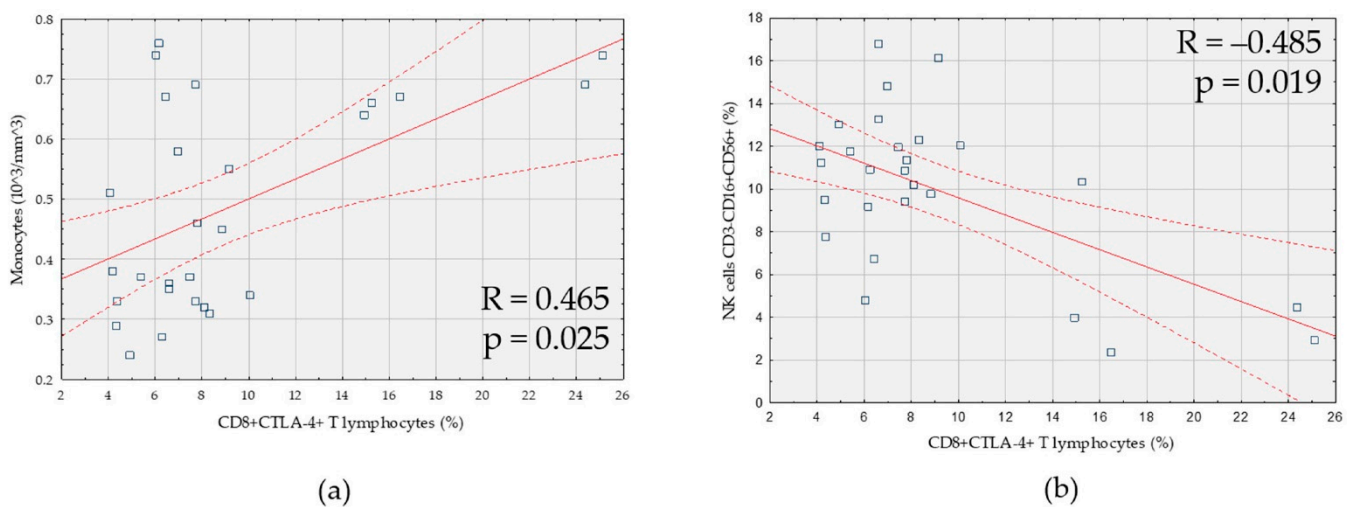 0.8
0.7
0.6
0.5
0.4
0.3
0.2
Monocytes (10^3/mm^3)
R = 0.465
p = 0.025
2 4 6 8 10 12 14 16 18 20 22 24 26
CD8+CTLA-4+ T lymphocytes (%)
(a)
18
16
14
12
10
8
6
4
2
0
NK cells CD3-CD16+CD56+ (%)
R = –0.485
p = 0.019
2 4 6 8 10 12 14 16 18 20 22 24 26
CD8+CTLA-4+ T lymphocytes (%)
(b)